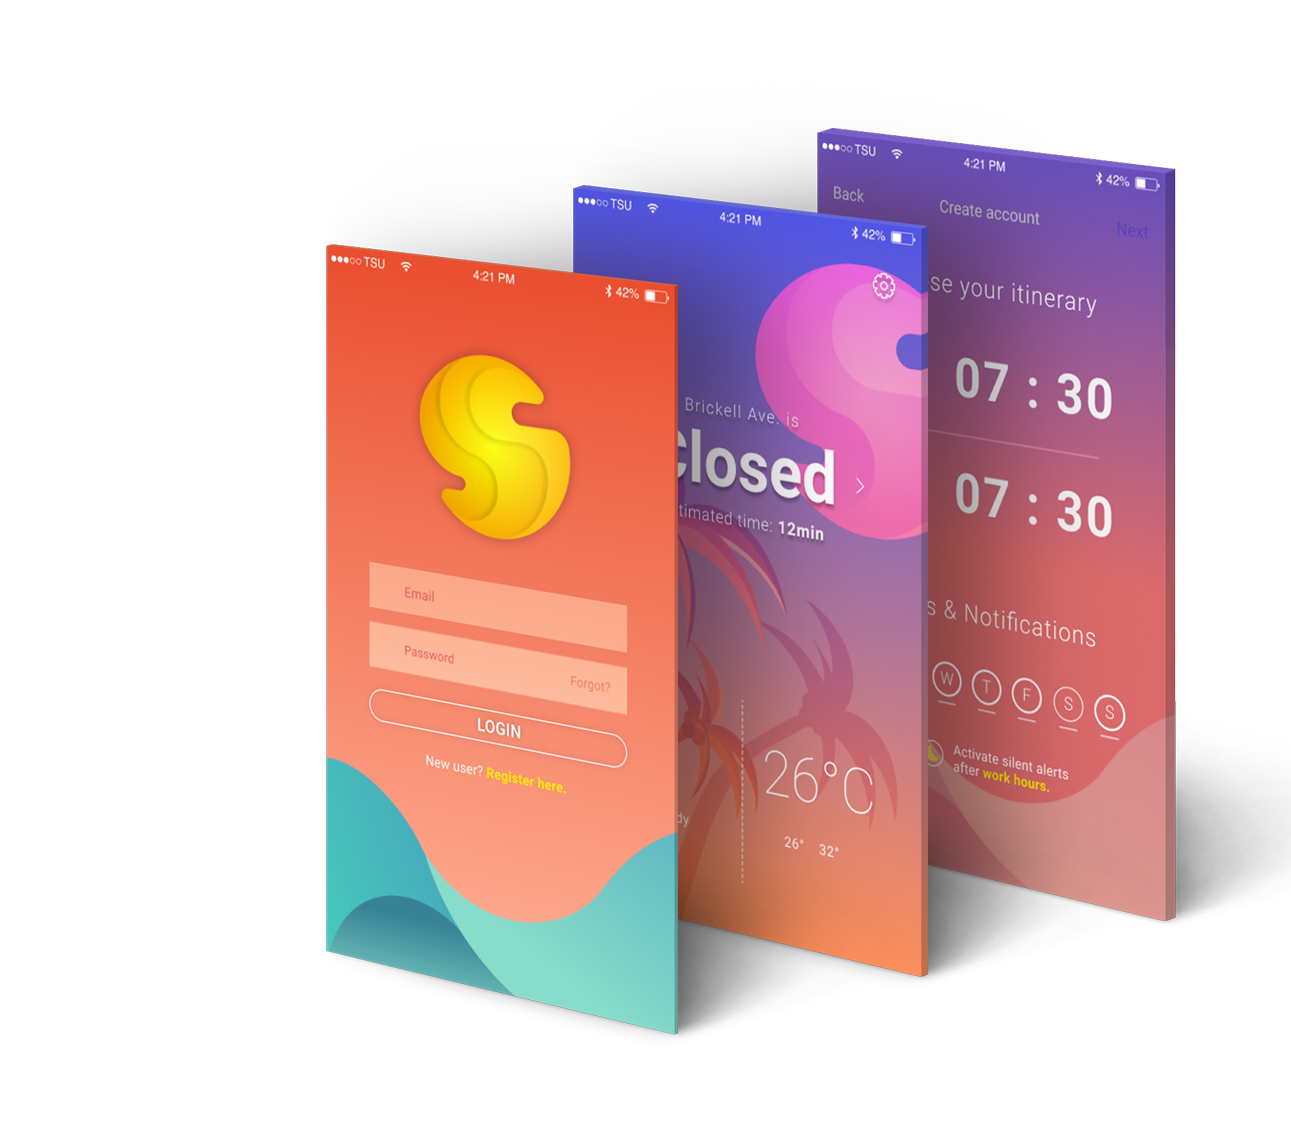 TSU
4:21 PM
42%
Email
Password
Forgot?
LOGIN
New user? Register here.
TSU
4:21 PM
42%
Brickell Ave. is
Closed
timated time: 12min
dy
26°C
26° 32°
TSU
4:21 PM
42%
Back
Create account
Next
se your itinerary
07 : 30
07 : 30
s & Notifications
W T F S S
Activate silent alerts
after work hours.